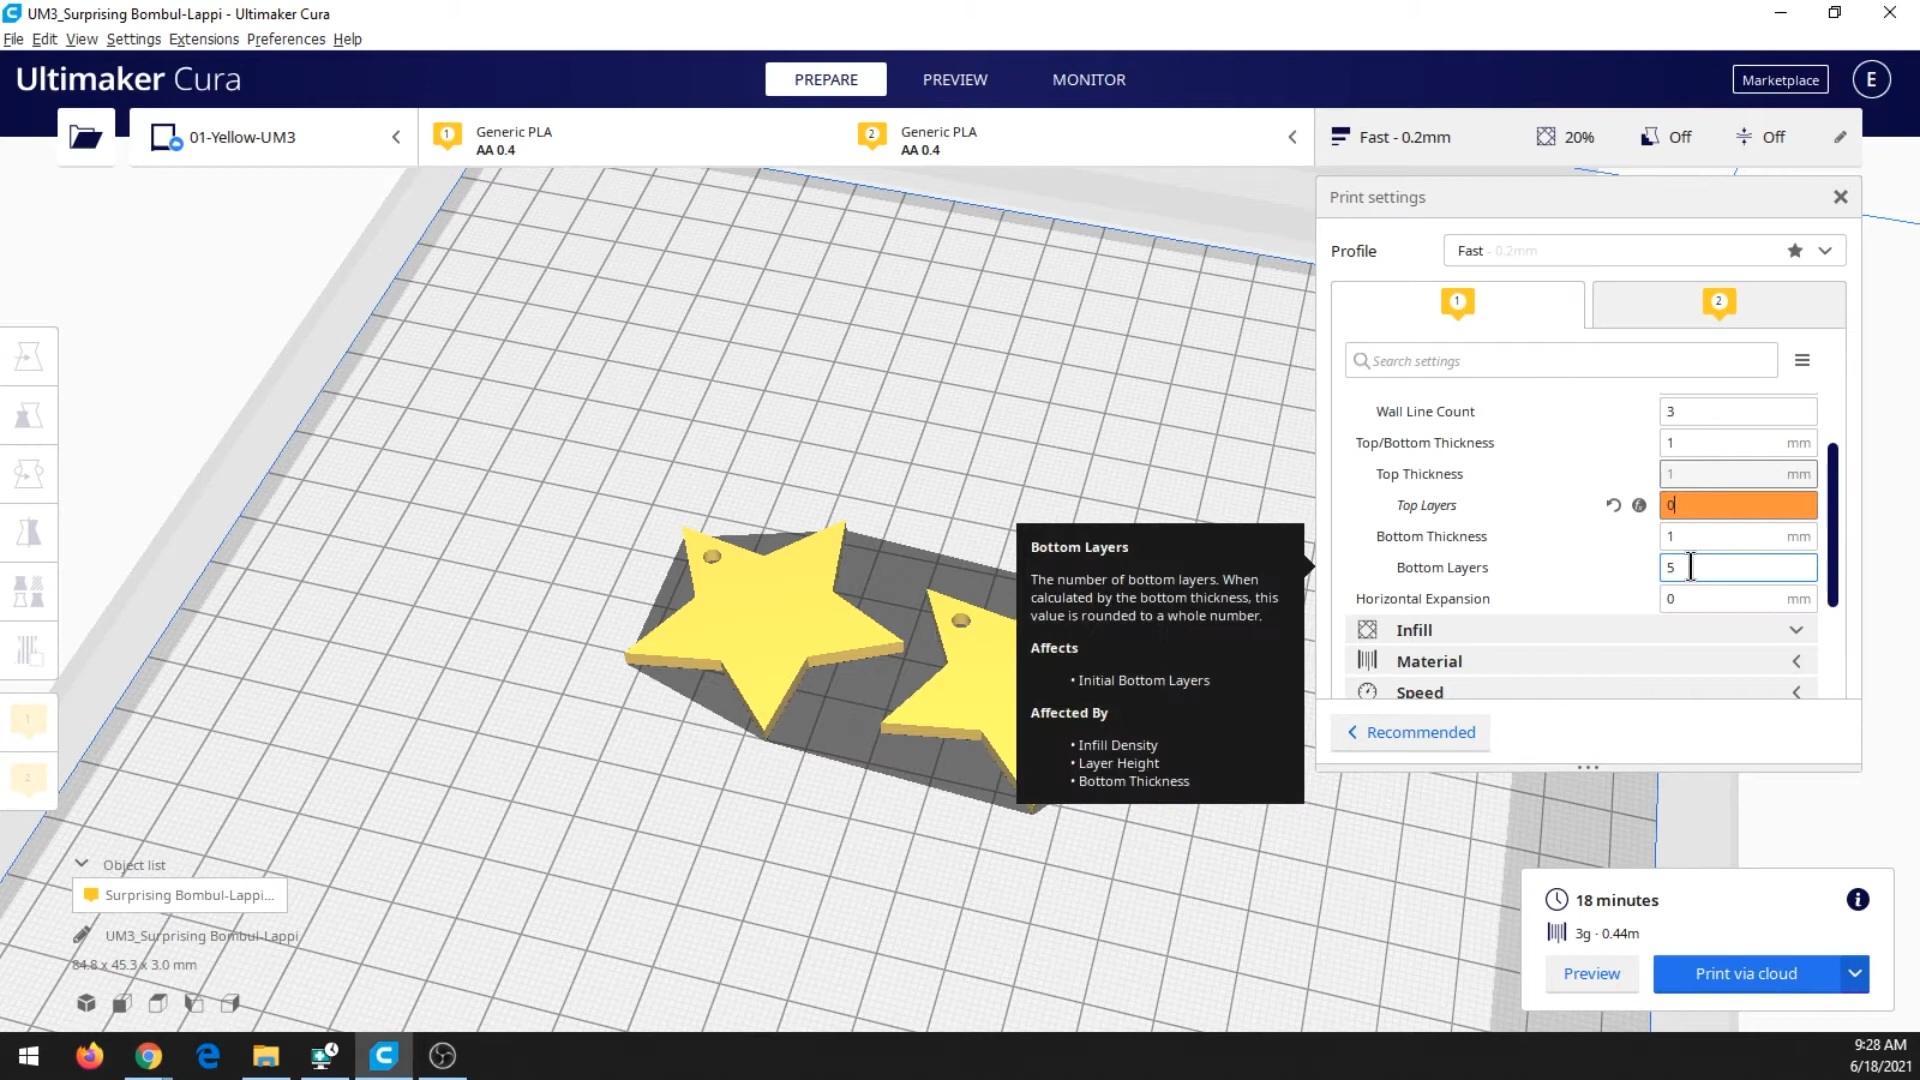 UM3_Surprising Bombul-Lappi - Ultimaker Cura
File Edit View Settings Extensions Preferences Help
Ultimaker Cura
PREPARE
PREVIEW
MONITOR
Marketplace
E
01-Yellow-UM3
1
Generic PLA
AA 0.4
2
Generic PLA
AA 0.4
Fast - 0.2mm
20%
Off
Off
Print settings
Profile
Fast - 0.2mm
1
2
Search settings
Wall Line Count 3
Top/Bottom Thickness 1 mm
Top Thickness 1 mm
Top Layers 0
Bottom Thickness 1 mm
Bottom Layers 5
Horizontal Expansion 0 mm
Infill
Material
Speed
Recommended
Bottom Layers
The number of bottom layers. When
calculated by the bottom thickness, this
value is rounded to a whole number.
Affects
• Initial Bottom Layers
Affected By
• Infill Density
• Layer Height
• Bottom Thickness
1
2
Object list
Surprising Bombul-Lappi...
UM3_Surprising Bombul-Lappi
84.8 x 45.3 x 3.0 mm
18 minutes
3g · 0.44m
Preview
Print via cloud
9:28 AM
6/18/2021